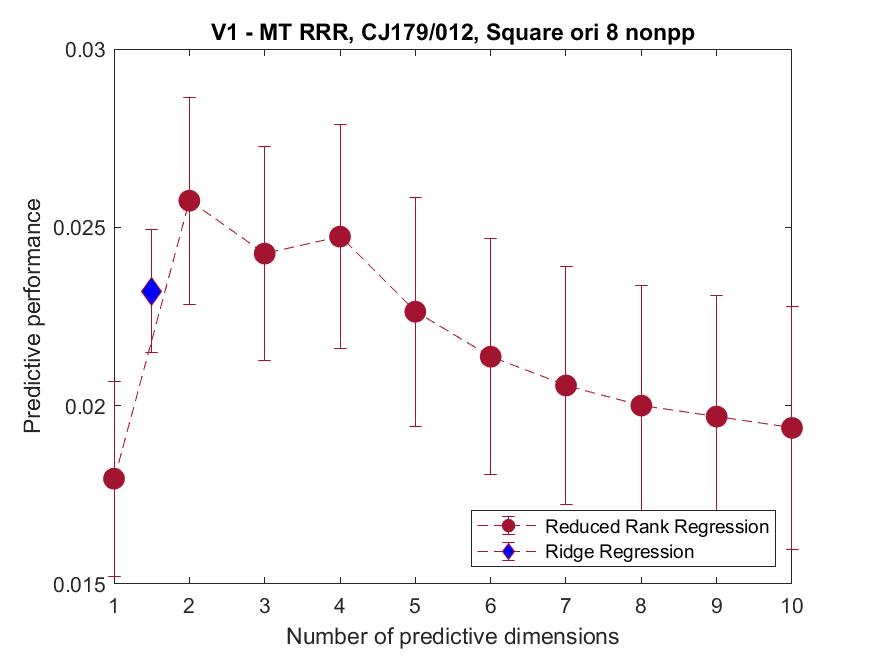 V1 - MT RRR, CJ179/012, Square ori 8 nonpp
0.03
0.025
0.02
0.015
Predictive performance
1 2 3 4 5 6 7 8 9 10
Number of predictive dimensions
Reduced Rank Regression
Ridge Regression